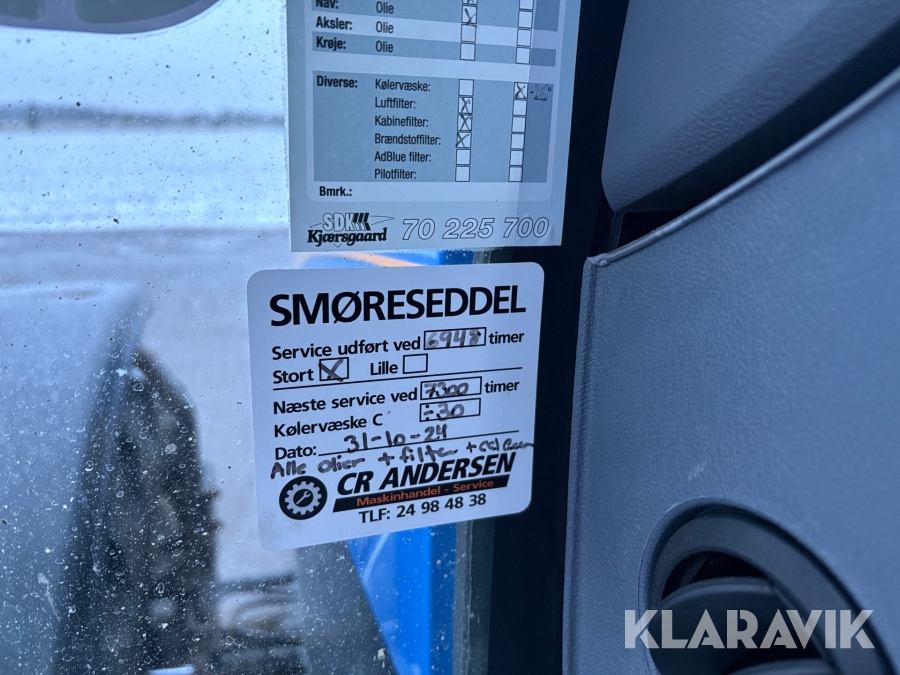 Nav: Olie X
Aksler: Olie
Krøje: Olie
Diverse: Kølervæske: X
Luftfilter: X
Kabinefilter: X
Brændstoffilter: X
AdBlue filter:
Pilotfilter:
Bmrk.:
SDK
Kjærsgaard 70 225 700
SMØRESEDDEL
Service udført ved 6948 timer
Stort X Lille
Næste service ved 7300 timer
Kølervæske C ÷30
Dato: 31-10-24
Alle olier + filter +
CR ANDERSEN
Maskinhandel - Service
TLF: 24 98 48 38
KLARAVIK